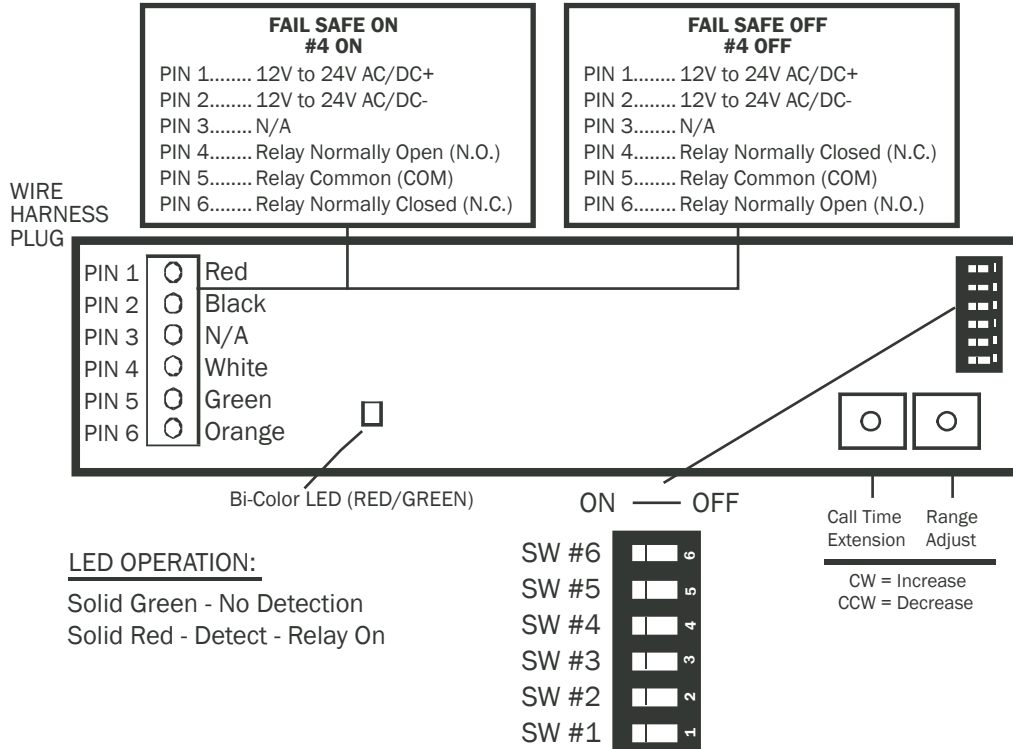 FAIL SAFE ON
#4 ON
PIN 1........ 12V to 24V AC/DC+
PIN 2........ 12V to 24V AC/DC-
PIN 3........ N/A
PIN 4........ Relay Normally Open (N.O.)
PIN 5........ Relay Common (COM)
PIN 6........ Relay Normally Closed (N.C.)
FAIL SAFE OFF
#4 OFF
PIN 1........ 12V to 24V AC/DC+
PIN 2........ 12V to 24V AC/DC-
PIN 3........ N/A
PIN 4........ Relay Normally Closed (N.C.)
PIN 5........ Relay Common (COM)
PIN 6........ Relay Normally Open (N.O.)
WIRE
HARNESS
PLUG
PIN 1 Red
PIN 2 Black
PIN 3 N/A
PIN 4 White
PIN 5 Green
PIN 6 Orange
Bi-Color LED (RED/GREEN)
LED OPERATION:
Solid Green - No Detection
Solid Red - Detect - Relay On
ON OFF
SW #6 6
SW #5 5
SW #4 4
SW #3 3
SW #2 2
SW #1 1
Call Time
Extension
Range
Adjust
CW = Increase
CCW = Decrease